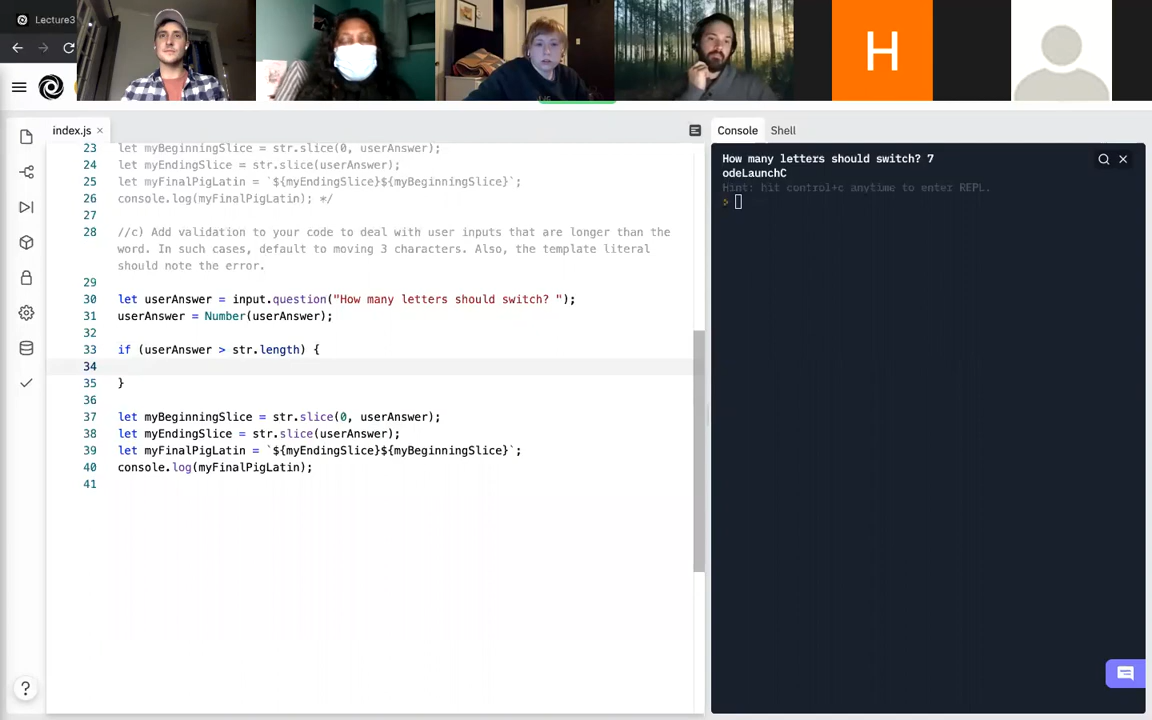 Lecture3
H
index.js ×
Console
Shell
23 let myBeginningSlice = str.slice(0, userAnswer);
24 let myEndingSlice = str.slice(userAnswer);
25 let myFinalPigLatin = `${myEndingSlice}${myBeginningSlice}`;
26 console.log(myFinalPigLatin); */
27
28 //c) Add validation to your code to deal with user inputs that are longer than the
word. In such cases, default to moving 3 characters. Also, the template literal
should note the error.
29
30 let userAnswer = input.question("How many letters should switch? ");
31 userAnswer = Number(userAnswer);
32
33 if (userAnswer > str.length) {
34
35 }
36
37 let myBeginningSlice = str.slice(0, userAnswer);
38 let myEndingSlice = str.slice(userAnswer);
39 let myFinalPigLatin = `${myEndingSlice}${myBeginningSlice}`;
40 console.log(myFinalPigLatin);
41
How many letters should switch? 7
odeLaunchC
Hint: hit control+c anytime to enter REPL.
>
?